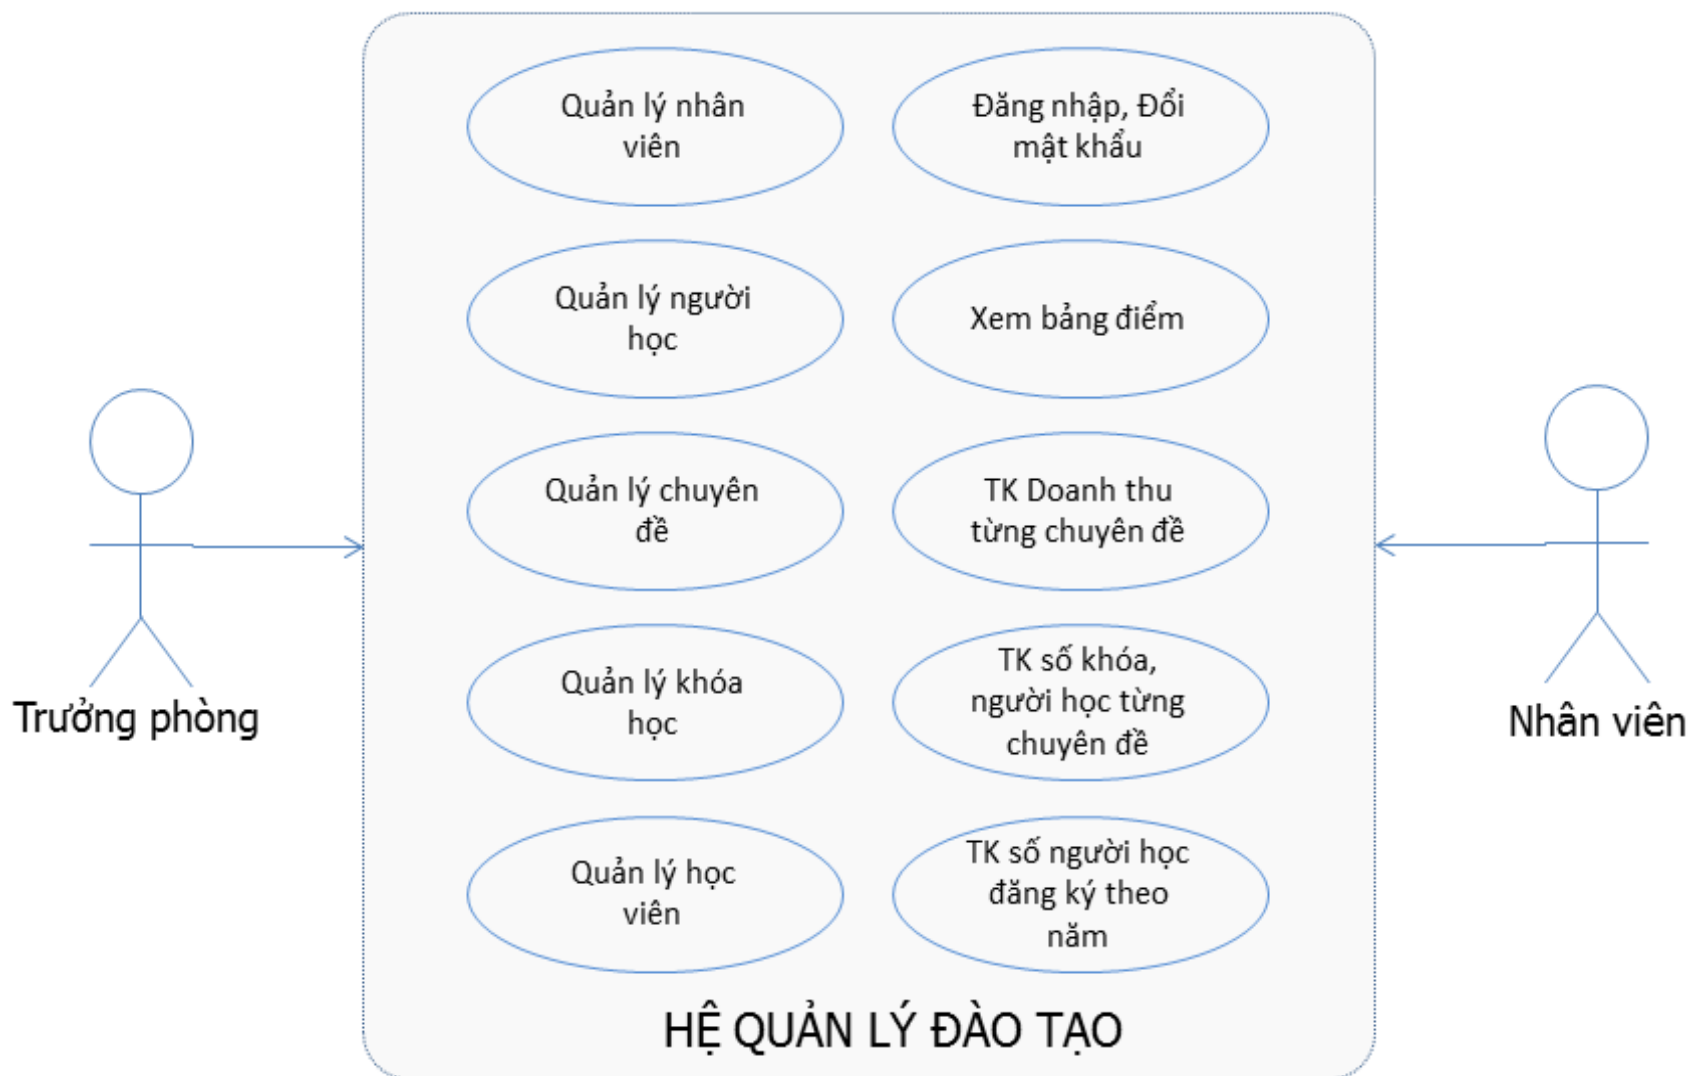 Quản lý nhân
viên
Đăng nhập, Đổi
mật khẩu
Quản lý người
học
Xem bảng điểm
Quản lý chuyên
đề
TK Doanh thu
từng chuyên đề
Quản lý khóa
học
TK số khóa,
người học từng
chuyên đề
Quản lý học
viên
TK số người học
đăng ký theo
năm
Trưởng phòng
Nhân viên
HỆ QUẢN LÝ ĐÀO TẠO